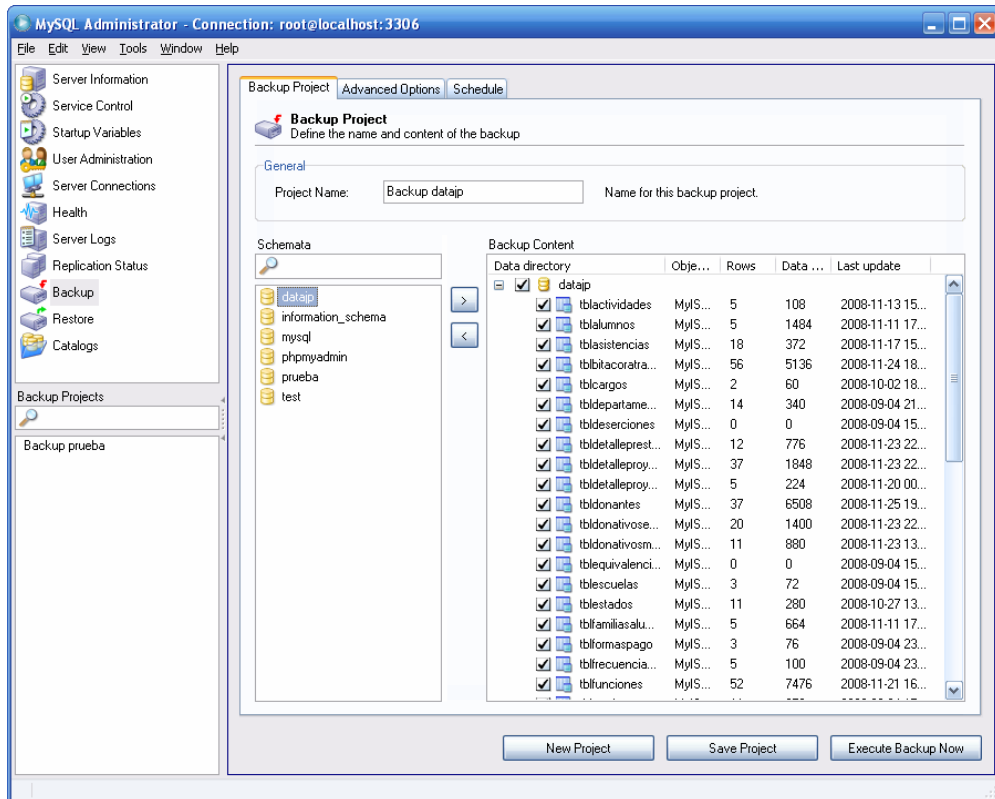 MySQL Administrator - Connection: root@localhost:3306
File Edit View Tools Window Help
Server Information
Service Control
Startup Variables
User Administration
Server Connections
Health
Server Logs
Replication Status
Backup
Restore
Catalogs
Backup Projects
Backup prueba
Backup Project Advanced Options Schedule
Backup Project
Define the name and content of the backup
General
Project Name: Backup datajp Name for this backup project.
Schemata
datajp
information_schema
mysql
phpmyadmin
prueba
test
> 
<
Backup Content
Data directory Obje... Rows Data ... Last update
datajp
tblactividades MyIS... 5 108 2008-11-13 15...
tblalumnos MyIS... 5 1484 2008-11-11 17...
tblasistencias MyIS... 18 372 2008-11-17 15...
tblbitacoratra... MyIS... 56 5136 2008-11-24 18...
tblcargos MyIS... 2 60 2008-10-02 18...
tbldepartame... MyIS... 14 340 2008-09-04 21...
tbldeserciones MyIS... 0 0 2008-09-04 15...
tbldetalleprest... MyIS... 12 776 2008-11-23 22...
tbldetalleproy... MyIS... 37 1848 2008-11-23 22...
tbldetalleproy... MyIS... 5 224 2008-11-20 00...
tbldonantes MyIS... 37 6508 2008-11-25 19...
tbldonativose... MyIS... 20 1400 2008-11-23 22...
tbldonativosm... MyIS... 11 880 2008-11-23 13...
tblequivalenci... MyIS... 0 0 2008-09-04 15...
tblescuelas MyIS... 3 72 2008-09-04 15...
tblestados MyIS... 11 280 2008-10-27 13...
tblfamiliasalu... MyIS... 5 664 2008-11-11 17...
tblformaspago MyIS... 3 76 2008-09-04 23...
tblfrecuencia... MyIS... 5 100 2008-09-04 23...
tblfunciones MyIS... 52 7476 2008-11-21 16...
New Project Save Project Execute Backup Now